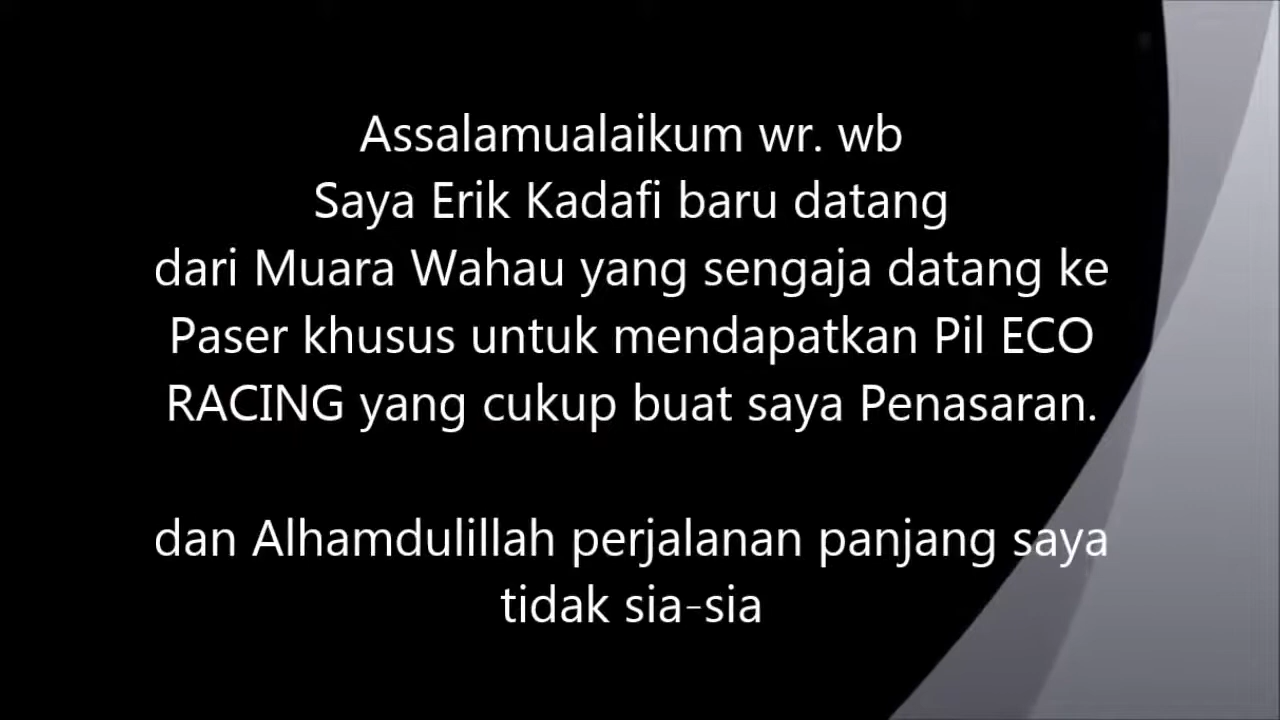 Assalamualaikum wr. wb
Saya Erik Kadafi baru datang
dari Muara Wahau yang sengaja datang ke
Paser khusus untuk mendapatkan Pil ECO
RACING yang cukup buat saya Penasaran.
dan Alhamdulillah perjalanan panjang saya
tidak sia-sia